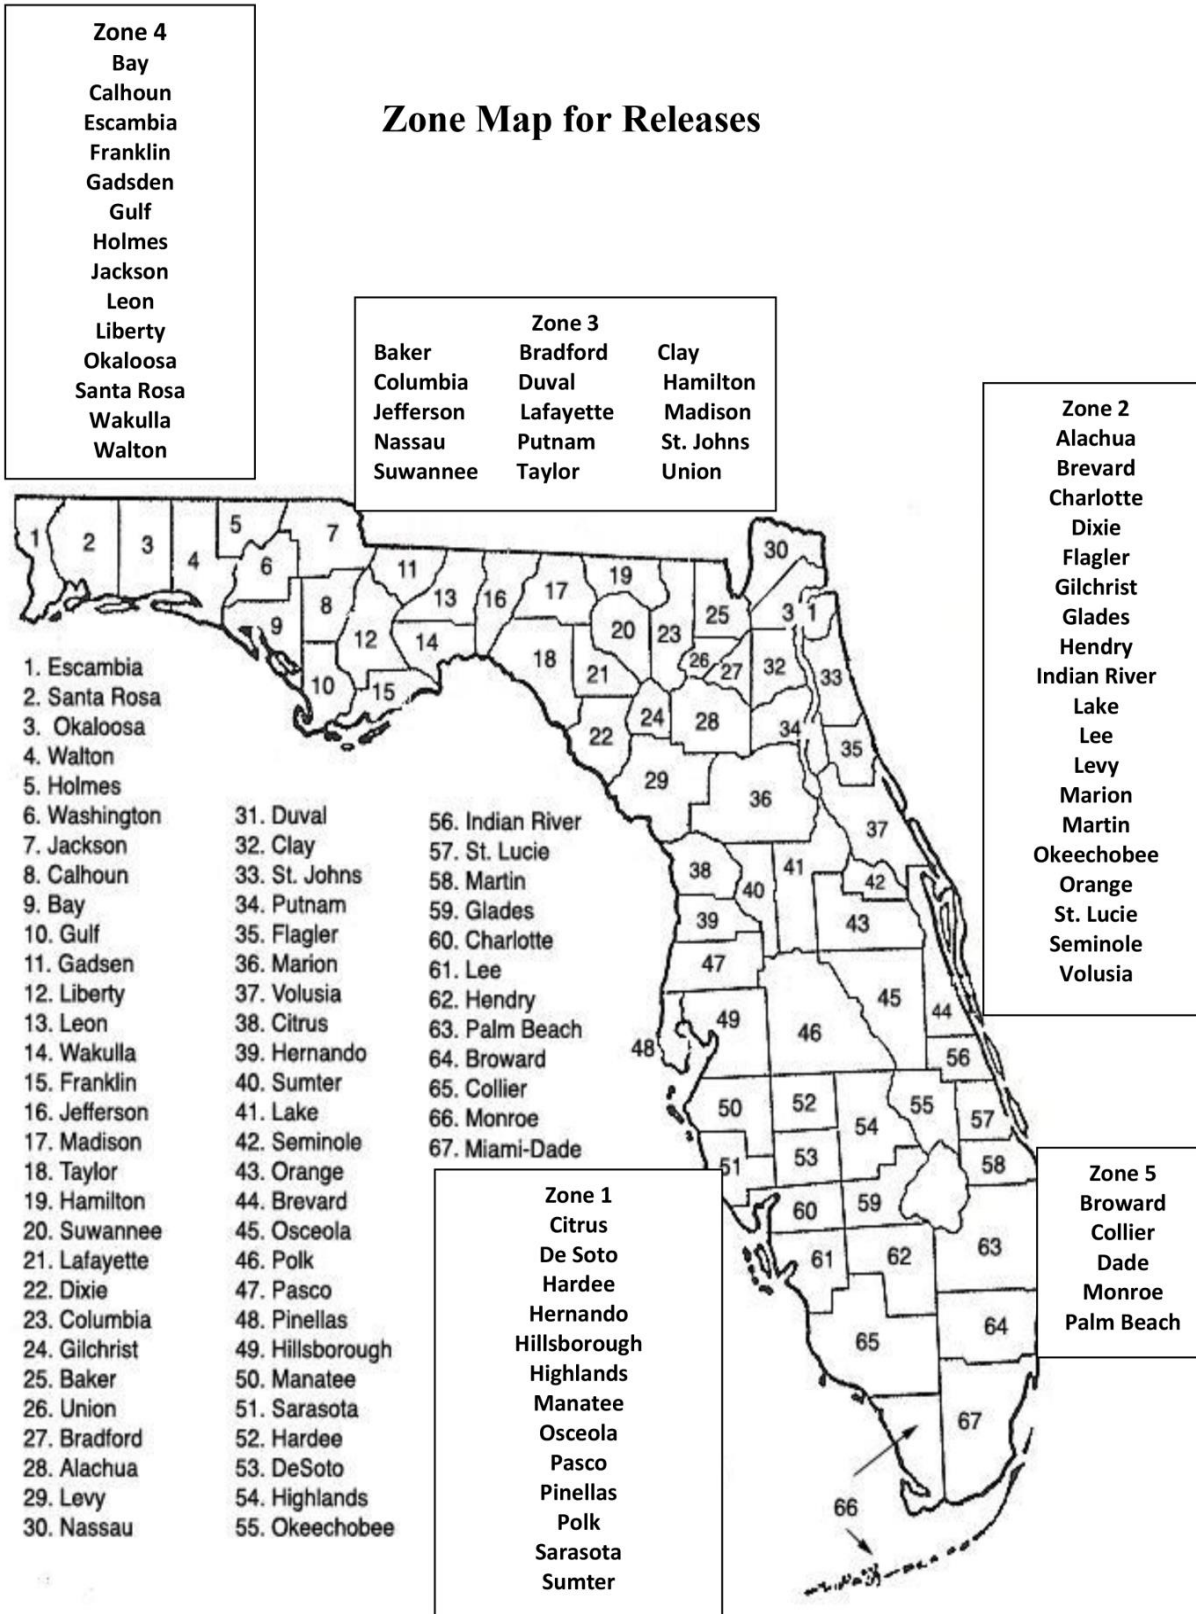 Zone 4
Bay
Calhoun
Escambia
Franklin
Gadsden
Gulf
Holmes
Jackson
Leon
Liberty
Okaloosa
Santa Rosa
Wakulla
Walton
Zone Map for Releases
Zone 3
Baker Bradford Clay
Columbia Duval Hamilton
Jefferson Lafayette Madison
Nassau Putnam St. Johns
Suwannee Taylor Union
Zone 2
Alachua
Brevard
Charlotte
Dixie
Flagler
Gilchrist
Glades
Hendry
Indian River
Lake
Lee
Levy
Marion
Martin
Okeechobee
Orange
St. Lucie
Seminole
Volusia
1
2
3
4
5
6
7
8
9
10
11
12
13
14
15
16
17
18
19
20
21
22
23
24
25
26
27
28
29
30
3 1
32
33
34
35
36
37
38
39
40
41
42
43
44
45
46
47
48
49
50
51
52
53
54
55
56
57
58
59
60
61
62
63
64
65
66
67
1. Escambia
2. Santa Rosa
3. Okaloosa
4. Walton
5. Holmes
6. Washington
7. Jackson
8. Calhoun
9. Bay
10. Gulf
11. Gadsen
12. Liberty
13. Leon
14. Wakulla
15. Franklin
16. Jefferson
17. Madison
18. Taylor
19. Hamilton
20. Suwannee
21. Lafayette
22. Dixie
23. Columbia
24. Gilchrist
25. Baker
26. Union
27. Bradford
28. Alachua
29. Levy
30. Nassau
31. Duval
32. Clay
33. St. Johns
34. Putnam
35. Flagler
36. Marion
37. Volusia
38. Citrus
39. Hernando
40. Sumter
41. Lake
42. Seminole
43. Orange
44. Brevard
45. Osceola
46. Polk
47. Pasco
48. Pinellas
49. Hillsborough
50. Manatee
51. Sarasota
52. Hardee
53. DeSoto
54. Highlands
55. Okeechobee
56. Indian River
57. St. Lucie
58. Martin
59. Glades
60. Charlotte
61. Lee
62. Hendry
63. Palm Beach
64. Broward
65. Collier
66. Monroe
67. Miami-Dade
Zone 1
Citrus
De Soto
Hardee
Hernando
Hillsborough
Highlands
Manatee
Osceola
Pasco
Pinellas
Polk
Sarasota
Sumter
Zone 5
Broward
Collier
Dade
Monroe
Palm Beach